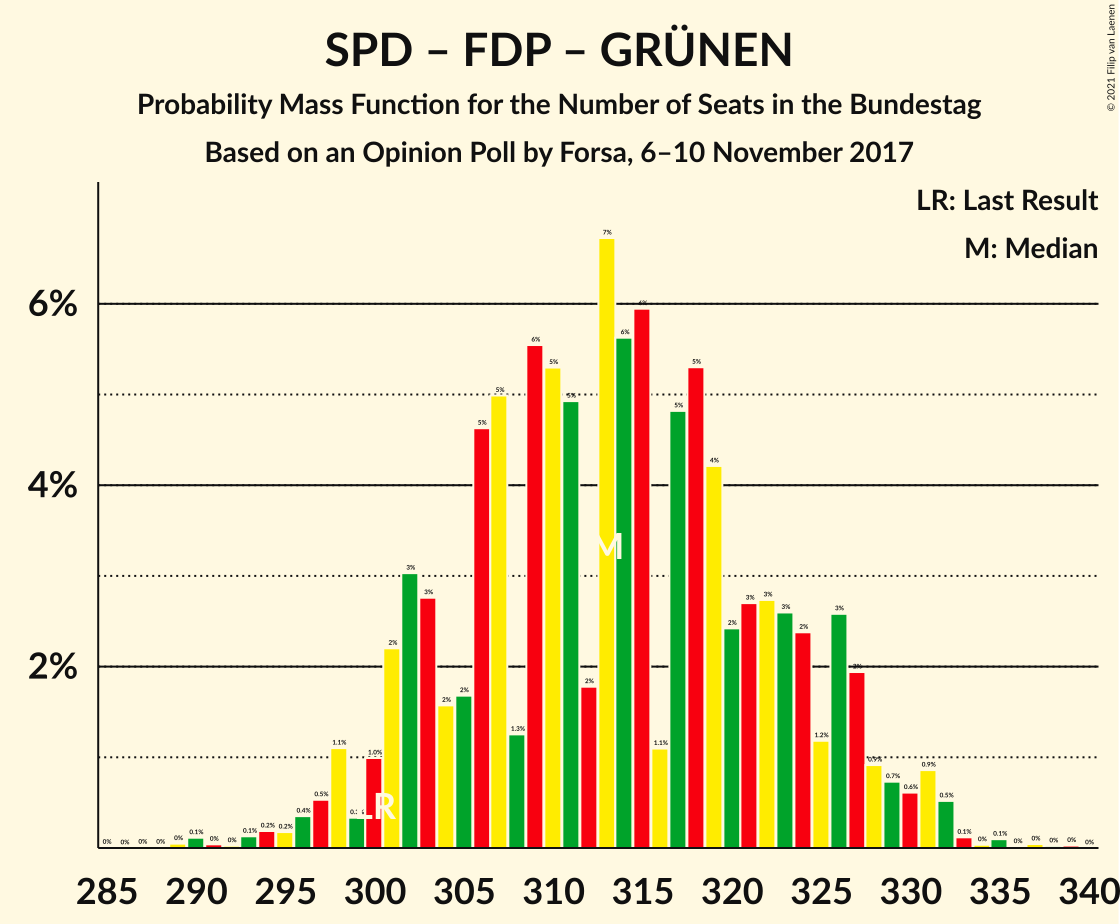 SPD – FDP – GRÜNEN
Probability Mass Function for the Number of Seats in the Bundestag
Based on an Opinion Poll by Forsa, 6–10 November 2017
© 2021 Filip van Laenen
LR: Last Result
M: Median
6%
4%
2%
0% 0% 0% 0% 0% 0.1% 0% 0% 0.1% 0.2% 0.2% 0.4% 0.5% 1.1% 1.0% 2% 3% 3% 2% 2% 5% 5% 1.3% 6% 5% 5% 2% 7% 6% 6% 1.1% 5% 5% 4% 2% 3% 3% 3% 2% 1.2% 3% 2% 0.9% 0.7% 0.6% 0.9% 0.5% 0.1% 0% 0.1% 0% 0% 0% 0% 0%
LR
M
285 290 295 300 305 310 315 320 325 330 335 340